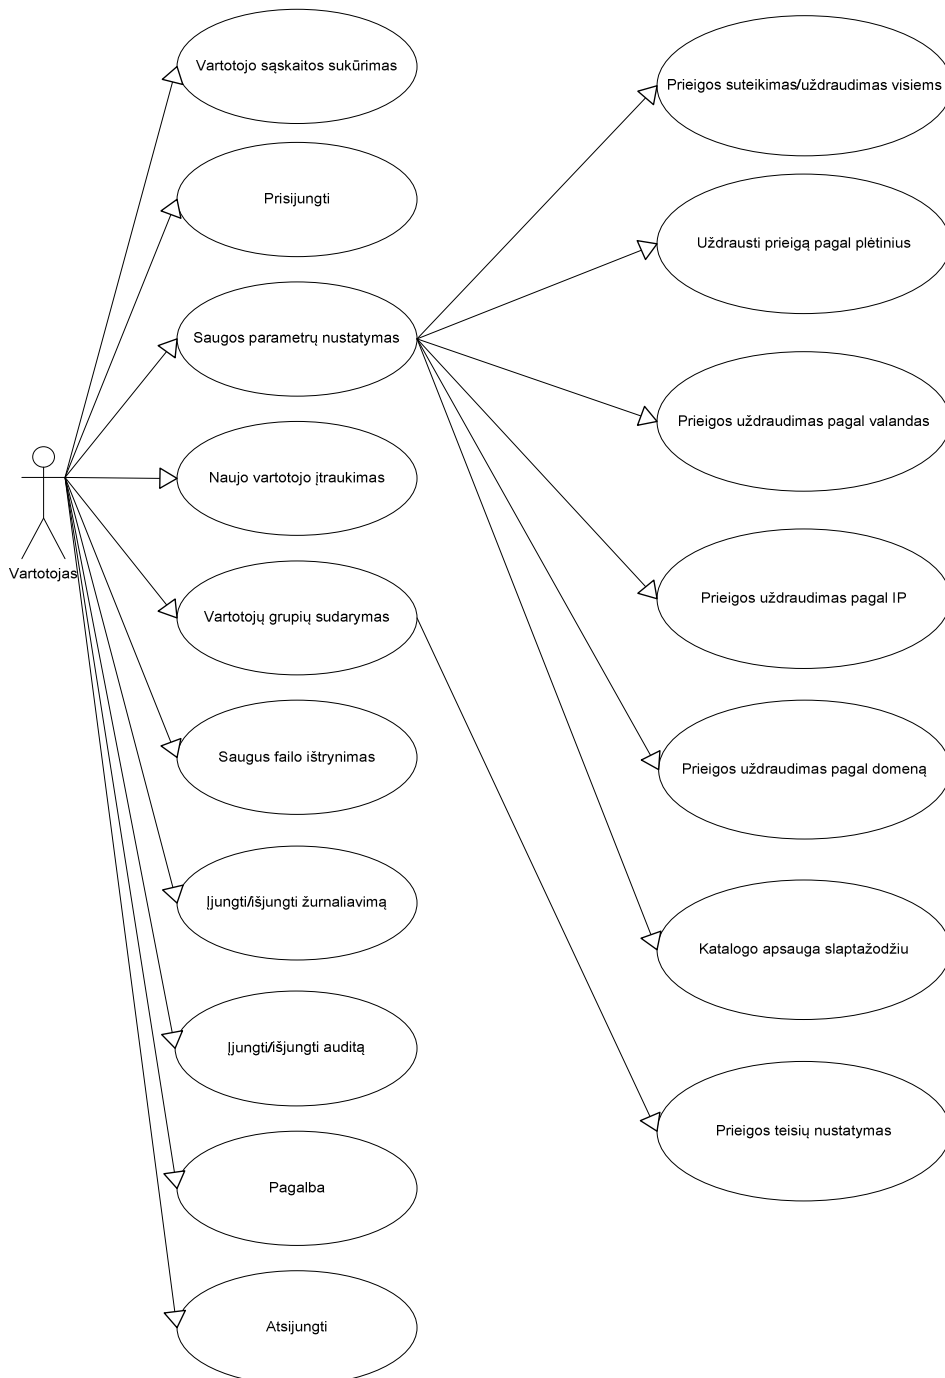 Vartotojo sąskaitos sukūrimas
Prisijungti
Saugos parametrų nustatymas
Naujo vartotojo įtraukimas
Vartotojas
Vartotojų grupių sudarymas
Saugus failo ištrynimas
Įjungti/išjungti žurnaliavimą
Įjungti/išjungti auditą
Pagalba
Atsijungti
Prieigos suteikimas/uždraudimas visiems
Uždrausti prieigą pagal plėtinius
Prieigos uždraudimas pagal valandas
Prieigos uždraudimas pagal IP
Prieigos uždraudimas pagal domeną
Katalogo apsauga slaptažodžiu
Prieigos teisių nustatymas